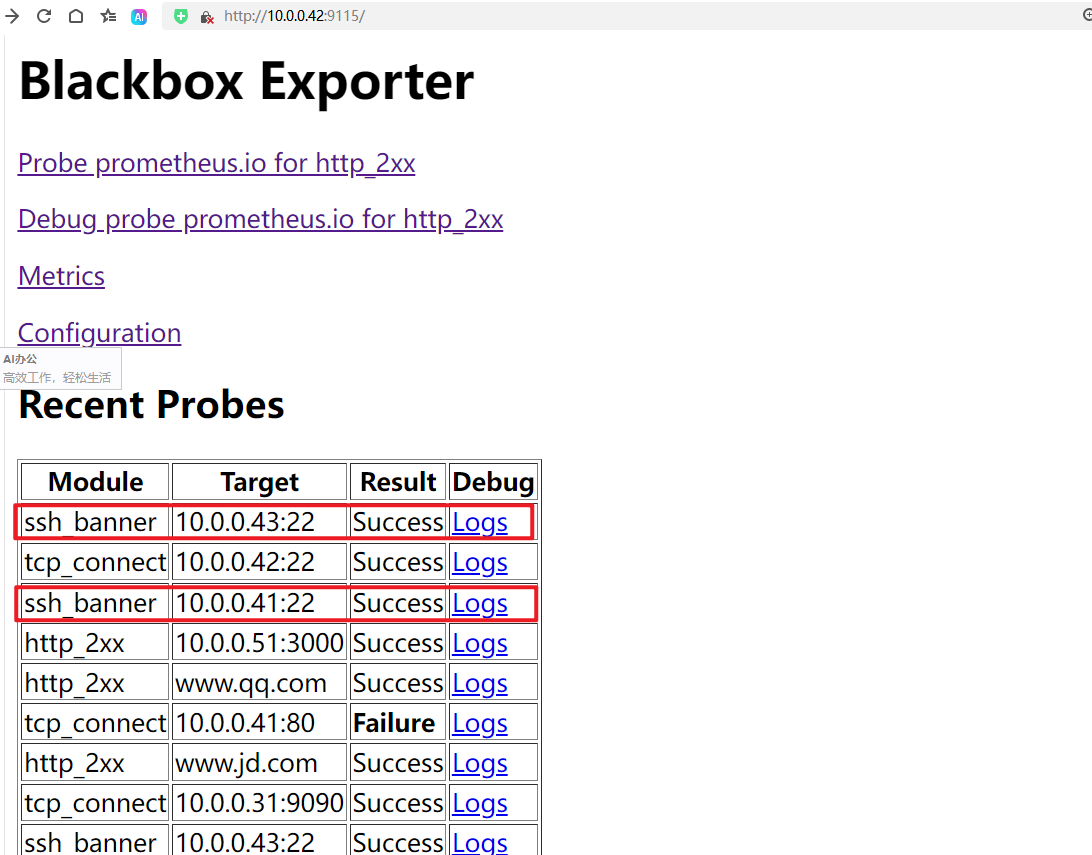 AI
http://10.0.0.42:9115/
Blackbox Exporter
Probe prometheus.io for http_2xx
Debug probe prometheus.io for http_2xx
Metrics
Configuration
AI办公
高效工作，轻松生活
Recent Probes
Module Target Result Debug
ssh_banner 10.0.0.43:22 Success Logs
tcp_connect 10.0.0.42:22 Success Logs
ssh_banner 10.0.0.41:22 Success Logs
http_2xx 10.0.0.51:3000 Success Logs
http_2xx www.qq.com Success Logs
tcp_connect 10.0.0.41:80 Failure Logs
http_2xx www.jd.com Success Logs
tcp_connect 10.0.0.31:9090 Success Logs
ssh_banner 10.0.0.43:22 Success Logs